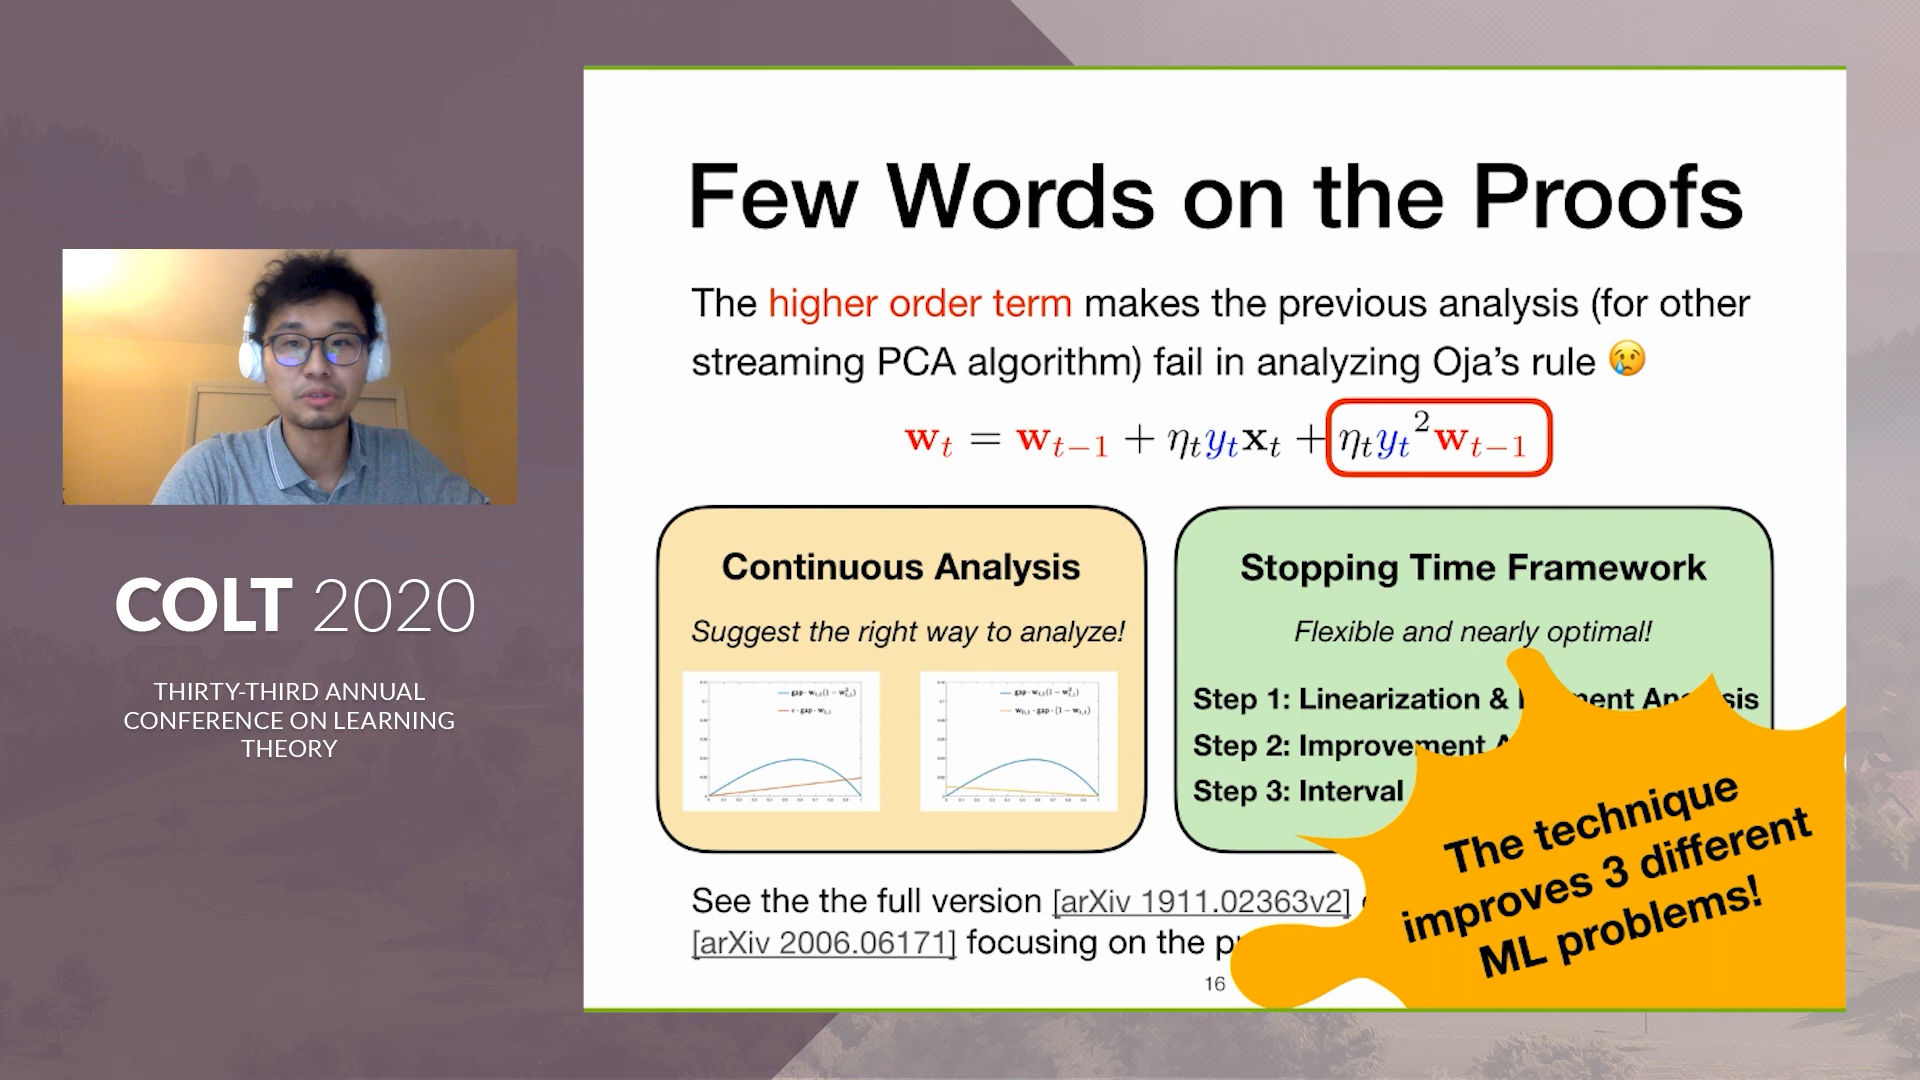 COLT 2020
THIRTY-THIRD ANNUAL
CONFERENCE ON LEARNING
THEORY
Few Words on the Proofs
The higher order term makes the previous analysis (for other
streaming PCA algorithm) fail in analyzing Oja's rule 😢
w_t = w_{t-1} + η_t y_t x_t + η_t y_t^2 w_{t-1}
Continuous Analysis
Suggest the right way to analyze!
Stopping Time Framework
Flexible and nearly optimal!
Step 1: Linearization &
Step 2: Improvement
Step 3: Interval
The technique
improves 3 different
ML problems!
See the the full version [arXiv 1911.02363v2]
[arXiv 2006.06171] focusing on the
16